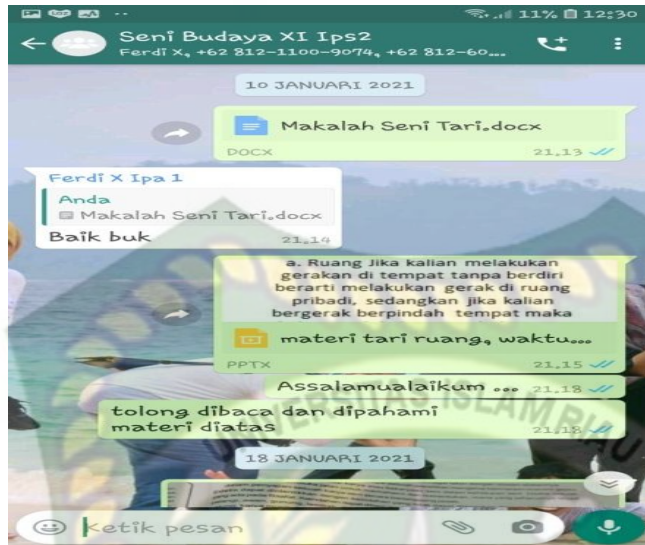 11% 12:30
Seni Budaya XI Ips2
Ferdi X, +62 812-1100-9074, +62 812-60...
10 JANUARI 2021
Makalah Seni Tari.docx
DOCX 21.13
Ferdi X Ipa 1
Anda
Makalah Seni Tari.docx
Baik buk 21.14
a. Ruang Jika kalian melakukan
gerakan di tempat tanpa berdiri
berarti melakukan gerak di ruang
pribadi, sedangkan jika kalian
bergerak berpindah tempat maka
materi tari ruang, waktu...
PPTX 21.15
Assalamualaikum ... 21.18
tolong dibaca dan dipahami
materi diatas 21.18
UNIVERSITAS ISLAM RIAU
18 JANUARI 2021
Ketik pesan